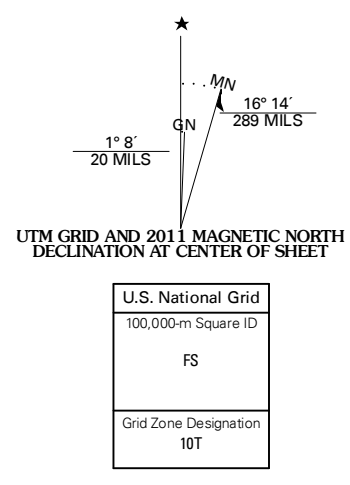 ★
MN
16° 14´
289 MILS
GN
1° 8´
20 MILS
UTM GRID AND 2011 MAGNETIC NORTH
DECLINATION AT CENTER OF SHEET
U.S. National Grid
100,000-m Square ID
FS
Grid Zone Designation
10T